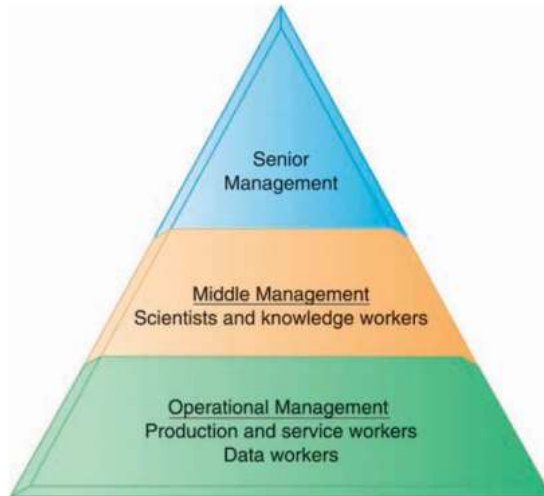 Senior
Management
Middle Management
Scientists and knowledge workers
Operational Management
Production and service workers
Data workers